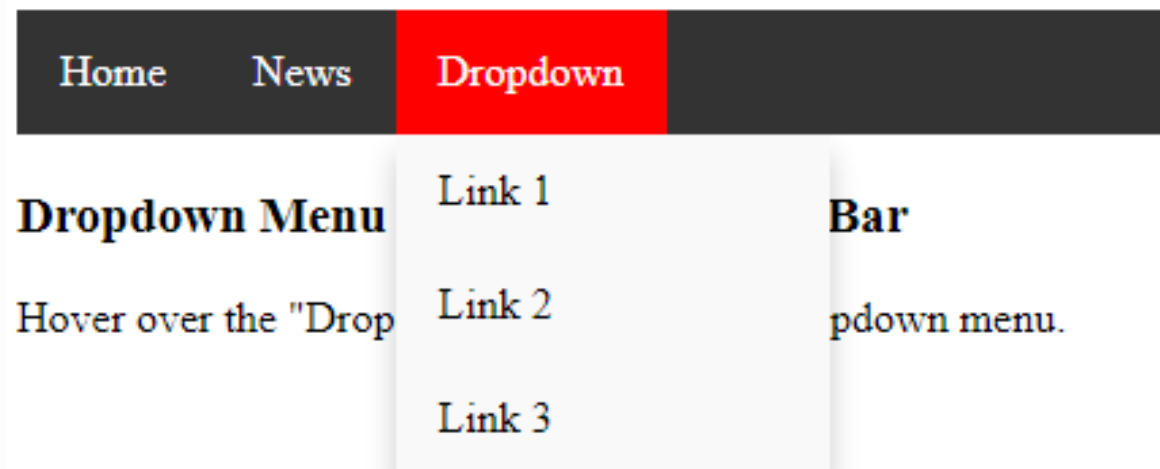 Home News Dropdown
Link 1
Dropdown Menu Bar
Link 2
Hover over the "Drop pdown menu.
Link 3